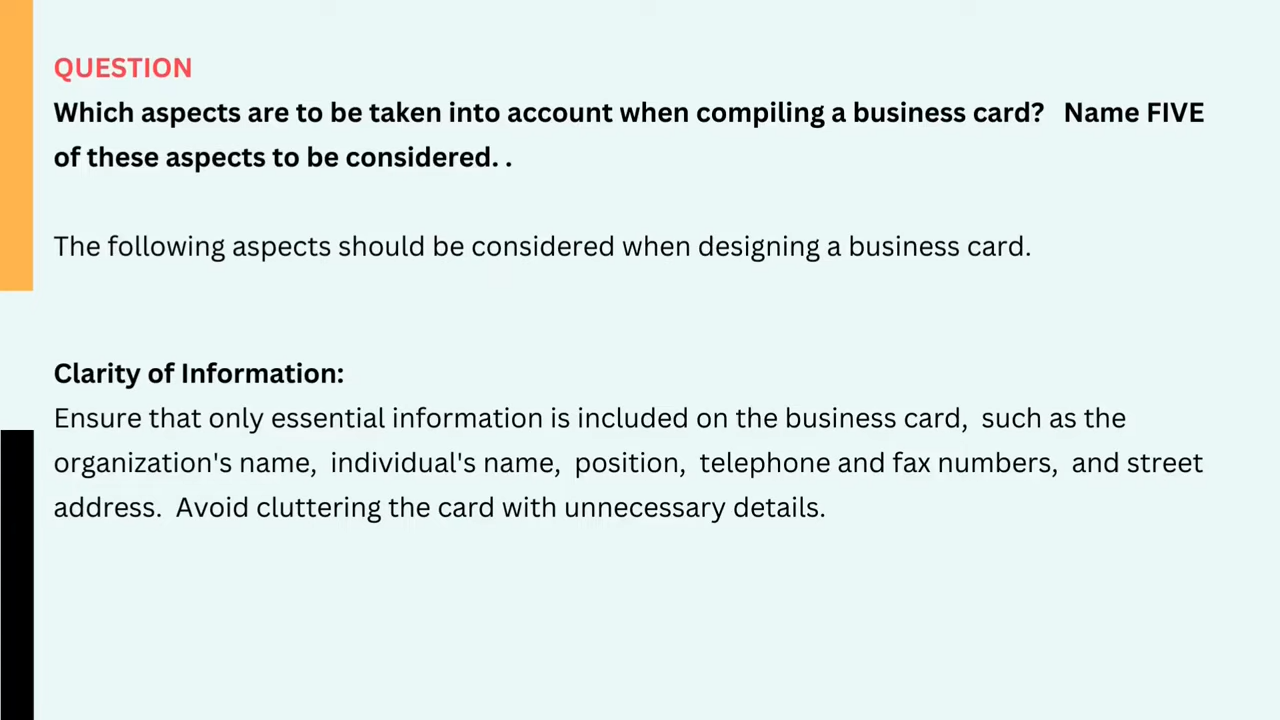 QUESTION
Which aspects are to be taken into account when compiling a business card?   Name FIVE
of these aspects to be considered. .
The following aspects should be considered when designing a business card.
Clarity of Information:
Ensure that only essential information is included on the business card,  such as the
organization's name,  individual's name,  position,  telephone and fax numbers,  and street
address.  Avoid cluttering the card with unnecessary details.